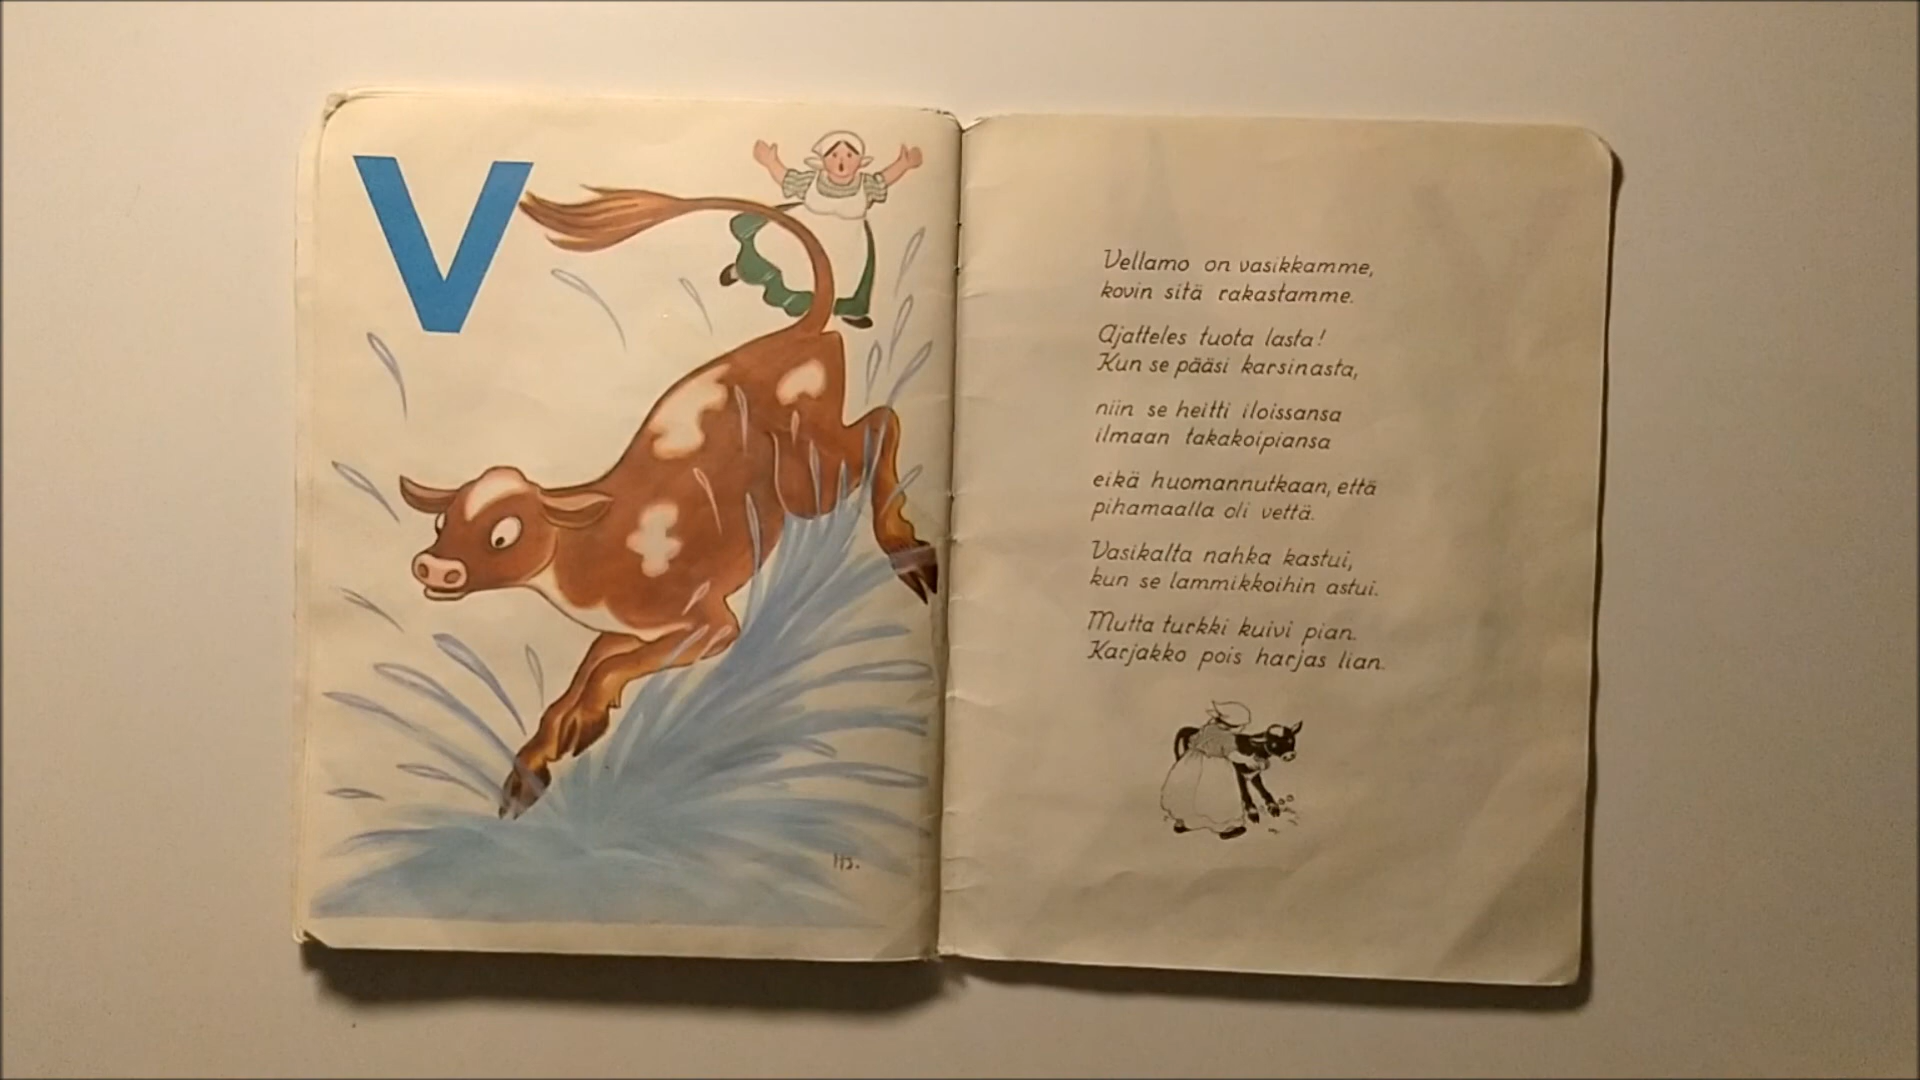 V
HJ.
Vellamo on vasikkamme,
kovin sitä rakastamme.
Ajatteles tuota lasta!
Kun se pääsi karsinasta,
niin se heitti iloissansa
ilmaan takakoipiansa
eikä huomannutkaan, että
pihamaalla oli vettä.
Vasikalta nahka kastui,
kun se lammikkoihin astui.
Mutta turkki kuivi pian.
Karjakko pois harjas lian.